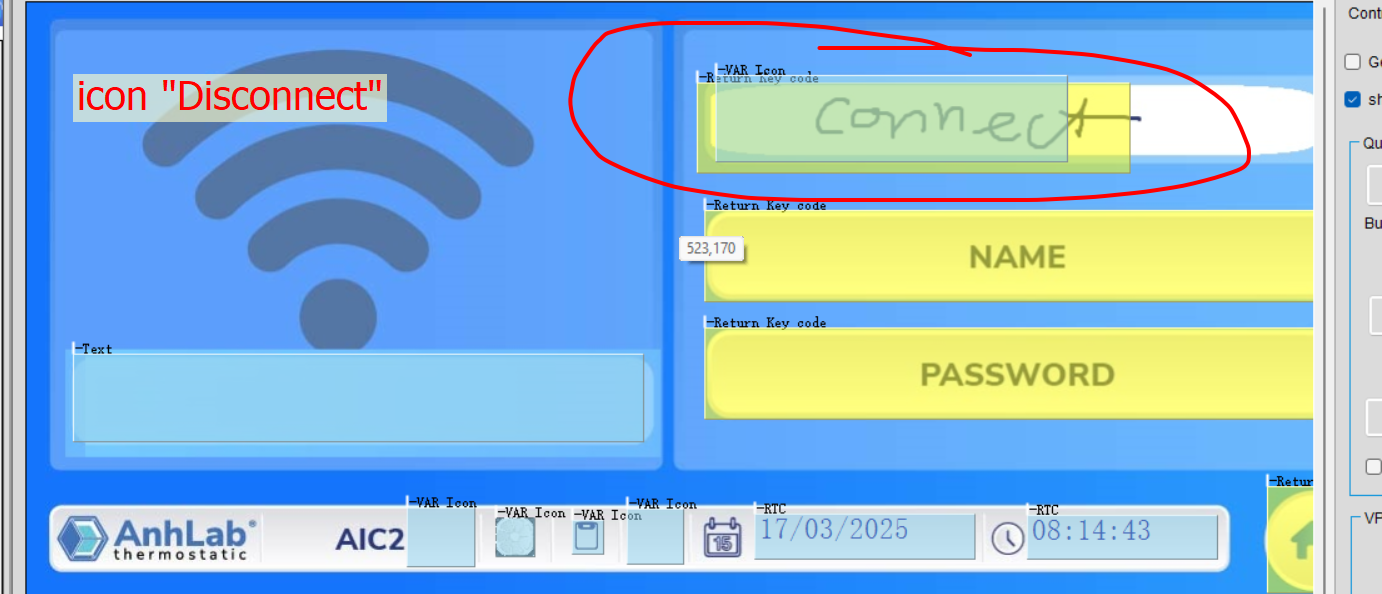 Cont
icon "Disconnect"
VAR Icon
Return Key code
Connect
Return Key code
523,170
NAME
Return Key code
PASSWORD
Text
VAR Icon
VAR Icon
VAR Icon
VAR Icon
RTC
RTC
Retur
AnhLab®
thermostatic
AIC2
15
17/03/2025
08:14:43
Ge
sh
Qu
Bu
VF